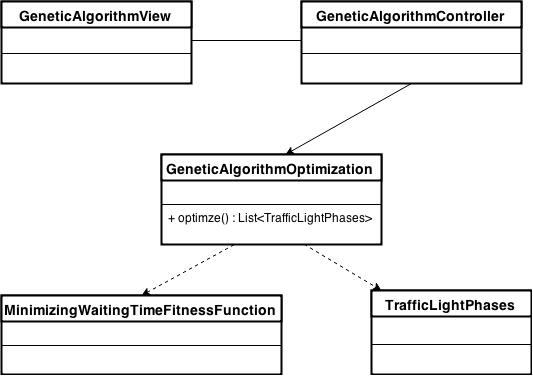 GeneticAlgorithmView
GeneticAlgorithmController
GeneticAlgorithmOptimization
+ optimze() : List<TrafficLightPhases>
MinimizingWaitingTimeFitnessFunction
TrafficLightPhases